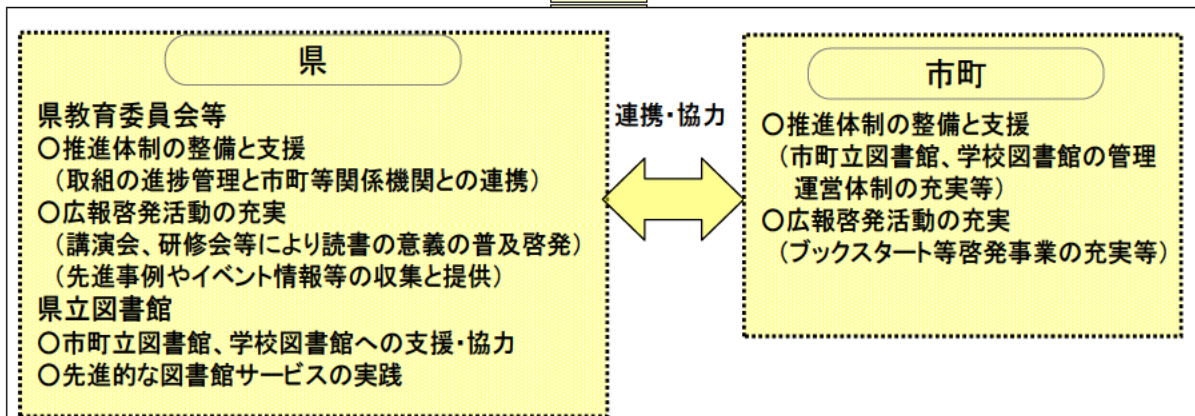 県
県教育委員会等
○推進体制の整備と支援
（取組の進捗管理と市町等関係機関との連携）
○広報啓発活動の充実
（講演会、研修会等により読書の意義の普及啓発）
（先進事例やイベント情報等の収集と提供）
県立図書館
○市町立図書館、学校図書館への支援・協力
○先進的な図書館サービスの実践
連携・協力
市町
○推進体制の整備と支援
（市町立図書館、学校図書館の管理
運営体制の充実等）
○広報啓発活動の充実
（ブックスタート等啓発事業の充実等）